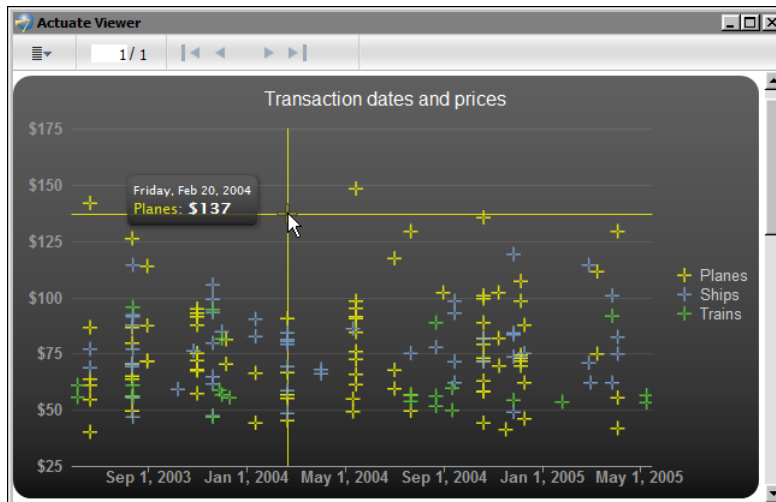 Actuate Viewer
1/ 1
Transaction dates and prices
$175
$150
$125
$100
$75
$50
$25
Friday, Feb 20, 2004
Planes: $137
Planes
Ships
Trains
Sep 1, 2003 Jan 1, 2004 May 1, 2004 Sep 1, 2004 Jan 1, 2005 May 1, 2005